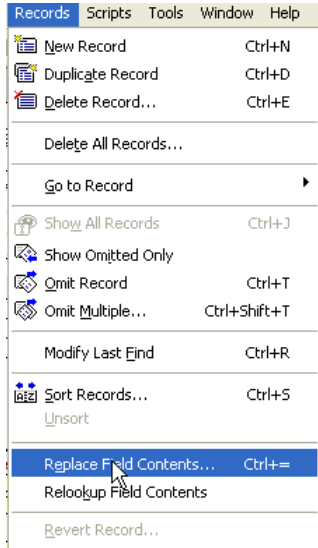 Records Scripts Tools Window Help
New Record Ctrl+N
Duplicate Record Ctrl+D
Delete Record... Ctrl+E
Delete All Records...
Go to Record
Show All Records Ctrl+J
Show Omitted Only
Omit Record Ctrl+T
Omit Multiple... Ctrl+Shift+T
Modify Last Find Ctrl+R
Sort Records... Ctrl+S
Unsort
Replace Field Contents... Ctrl+=
Relookup Field Contents
Revert Record...